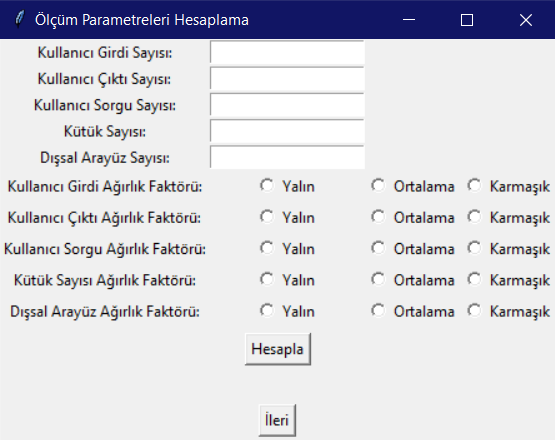 Ölçüm Parametreleri Hesaplama
Kullanıcı Girdi Sayısı:
Kullanıcı Çıktı Sayısı:
Kullanıcı Sorgu Sayısı:
Kütük Sayısı:
Dışsal Arayüz Sayısı:
Kullanıcı Girdi Ağırlık Faktörü: Yalın Ortalama Karmaşık
Kullanıcı Çıktı Ağırlık Faktörü: Yalın Ortalama Karmaşık
Kullanıcı Sorgu Ağırlık Faktörü: Yalın Ortalama Karmaşık
Kütük Sayısı Ağırlık Faktörü: Yalın Ortalama Karmaşık
Dışsal Arayüz Ağırlık Faktörü: Yalın Ortalama Karmaşık
Hesapla
İleri